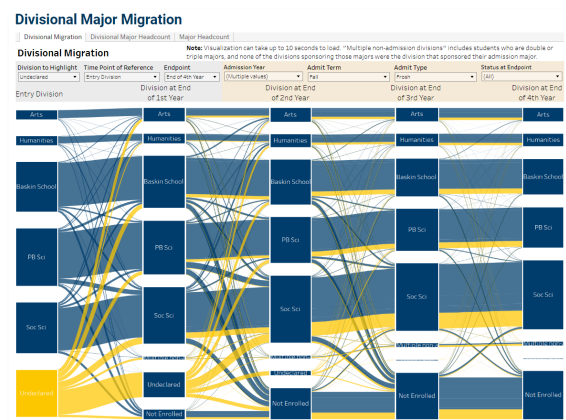 Divisional Major Migration
Divisional Migration | Divisional Major Headcount | Major Headcount
Divisional Migration
Note: Visualization can take up to 10 seconds to load. "Multiple non-admission divisions" includes students who are double or
triple majors, and none of the divisions sponsoring those majors were the division that sponsored their admission major.
Division to Highlight Time Point of Reference Endpoint Admission Year Admit Term Admit Type Status at Endpoint
Undeclared Entry Division End of 4th Year (Multiple values) Fall Frosh (All)
Entry Division
Division at End
of 1st Year
Division at End
of 2nd Year
Division at End
of 3rd Year
Division at End
of 4th Year
Arts Arts Arts Arts Arts
Humanities Humanities Humanities Humanities Humanities
Baskin School Baskin School Baskin School Baskin School Baskin School
PB Sci PB Sci PB Sci PB Sci PB Sci
Soc Sci Soc Sci Soc Sci Soc Sci Soc Sci
Undeclared Undeclared Undeclared
Not Enrolled Not Enrolled Not Enrolled Not Enrolled